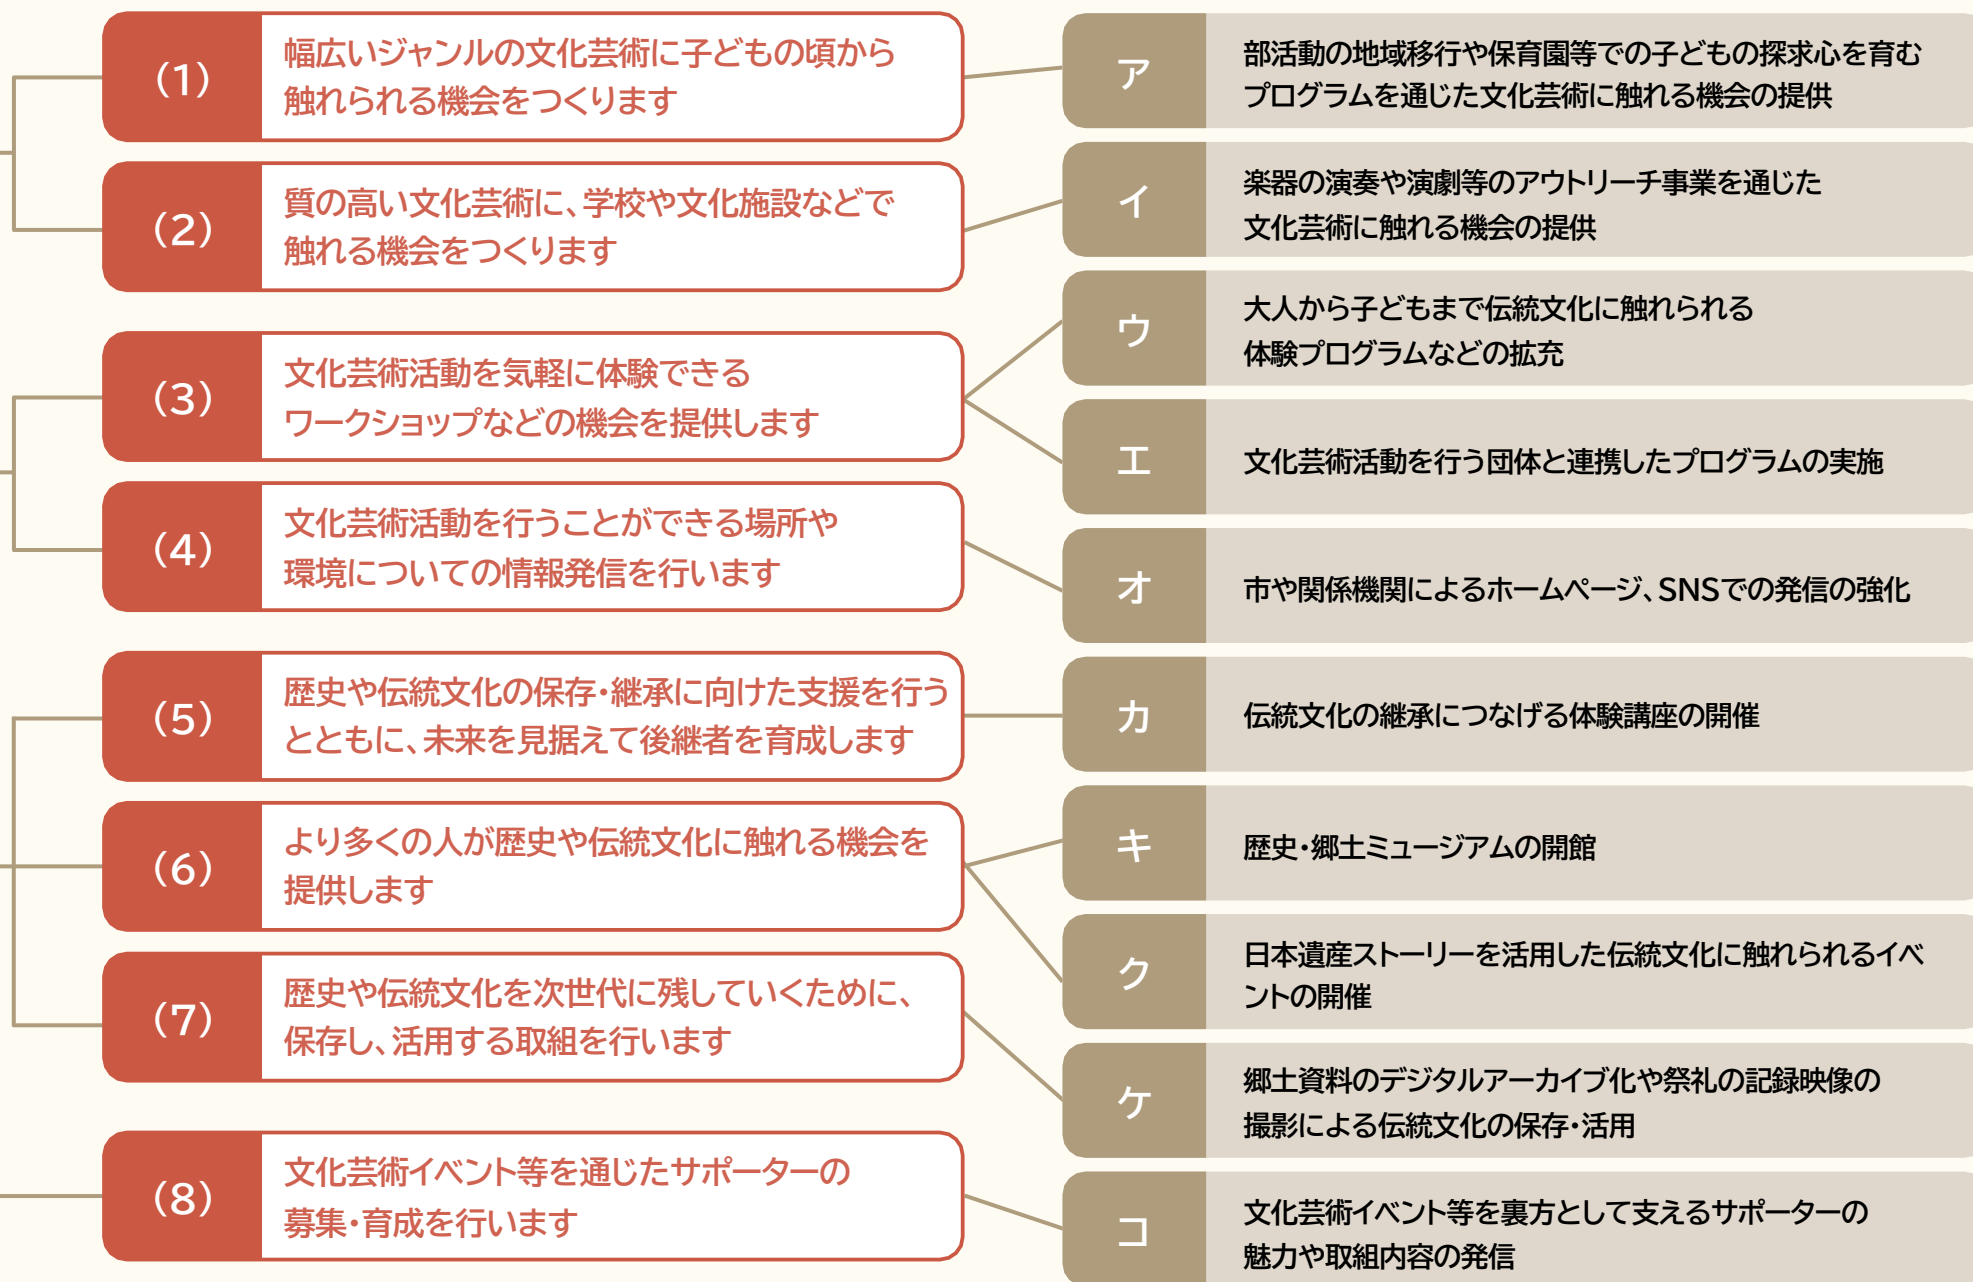 (1)
幅広いジャンルの文化芸術に子どもの頃から
触れられる機会をつくります
(2)
質の高い文化芸術に、学校や文化施設などで
触れる機会をつくります
(3)
文化芸術活動を気軽に体験できる
ワークショップなどの機会を提供します
(4)
文化芸術活動を行うことができる場所や
環境についての情報発信を行います
(5)
歴史や伝統文化の保存・継承に向けた支援を行う
とともに、未来を見据えて後継者を育成します
(6)
より多くの人が歴史や伝統文化に触れる機会を
提供します
(7)
歴史や伝統文化を次世代に残していくために、
保存し、活用する取組を行います
(8)
文化芸術イベント等を通じたサポーターの
募集・育成を行います
ア
部活動の地域移行や保育園等での子どもの探求心を育む
プログラムを通じた文化芸術に触れる機会の提供
イ
楽器の演奏や演劇等のアウトリーチ事業を通じた
文化芸術に触れる機会の提供
ウ
大人から子どもまで伝統文化に触れられる
体験プログラムなどの拡充
エ
文化芸術活動を行う団体と連携したプログラムの実施
オ
市や関係機関によるホームページ、SNSでの発信の強化
カ
伝統文化の継承につなげる体験講座の開催
キ
歴史・郷土ミュージアムの開館
ク
日本遺産ストーリーを活用した伝統文化に触れられるイベ
ントの開催
ケ
郷土資料のデジタルアーカイブ化や祭礼の記録映像の
撮影による伝統文化の保存・活用
コ
文化芸術イベント等を裏方として支えるサポーターの
魅力や取組内容の発信